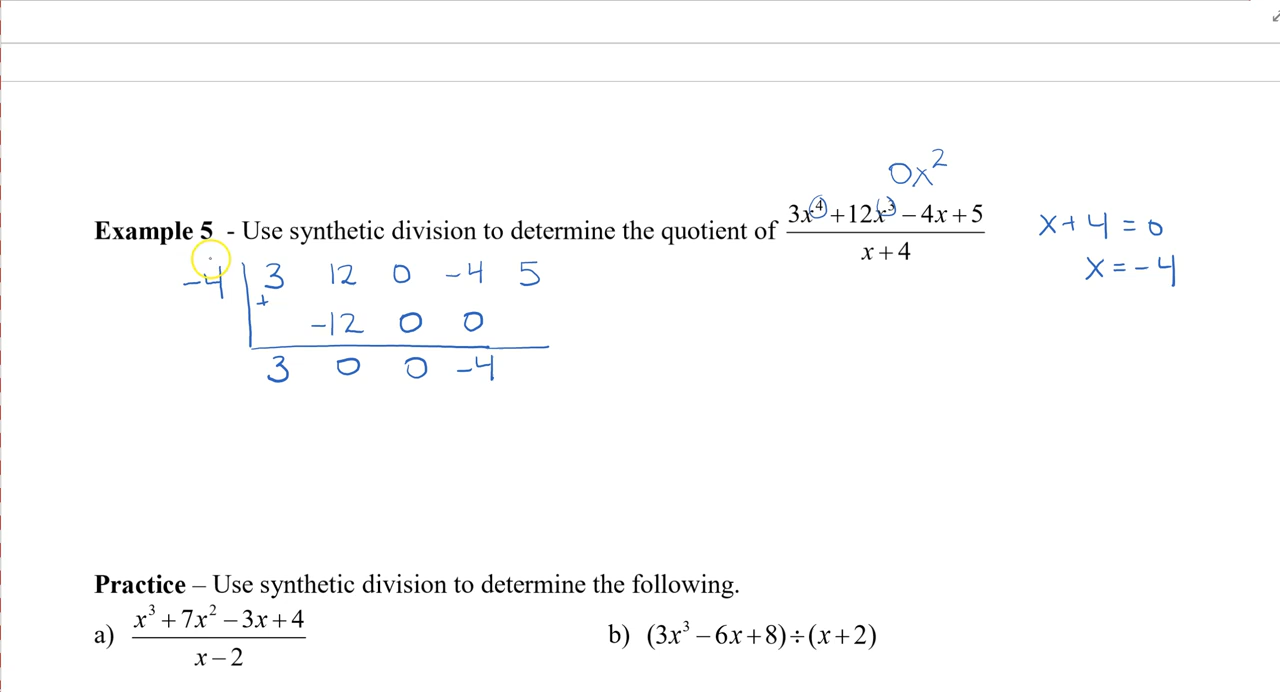 0x²
Example 5 - Use synthetic division to determine the quotient of (3x⁴ + 12x³ − 4x + 5)/(x + 4)
x + 4 = 0
x = −4
−4 | 3 12 0 −4 5
+
−12 0 0
3 0 0 −4
Practice – Use synthetic division to determine the following.
a) (x³ + 7x² − 3x + 4)/(x − 2)
b) (3x³ − 6x + 8) ÷ (x + 2)